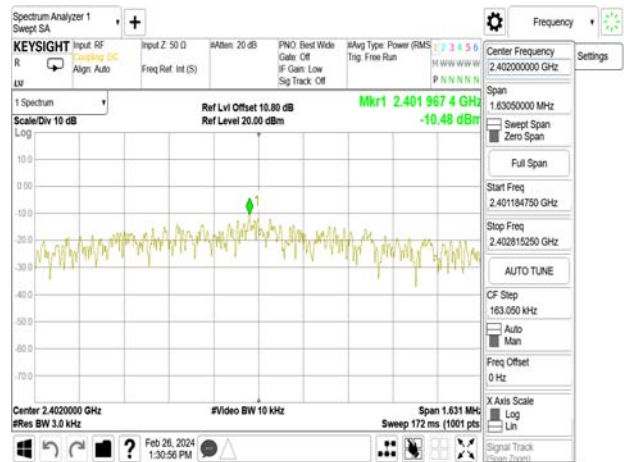 Spectrum Analyzer 1
Swept SA
Frequency
KEYSIGHT
Input: RF
Coupling: DC
Align: Auto
Input Z: 50 Ω
Freq Ref: Int (S)
#Atten: 20 dB
PNO: Best Wide
Gate: Off
IF Gain: Low
Sig Track: Off
#Avg Type: Power (RMS
Trig: Free Run
1 2 3 4 5 6
M W W W W W
P N N N N N
R
LXI
1 Spectrum
Scale/Div 10 dB
Ref Lvl Offset 10.80 dB
Ref Level 20.00 dBm
Mkr1 2.401 967 4 GHz
-10.48 dBm
Log
10.0
0.00
-10.0
-20.0
-30.0
-40.0
-50.0
-60.0
-70.0
1
Center 2.4020000 GHz
#Res BW 3.0 kHz
#Video BW 10 kHz
Span 1.631 MHz
Sweep 172 ms (1001 pts
Feb 26, 2024
1:30:56 PM
?
Center Frequency
2.402000000 GHz
Settings
Span
1.63050000 MHz
Swept Span
Zero Span
Full Span
Start Freq
2.401184750 GHz
Stop Freq
2.402815250 GHz
AUTO TUNE
CF Step
163.050 kHz
Auto
Man
Freq Offset
0 Hz
X Axis Scale
Log
Lin
Signal Track
(Span Zoom)